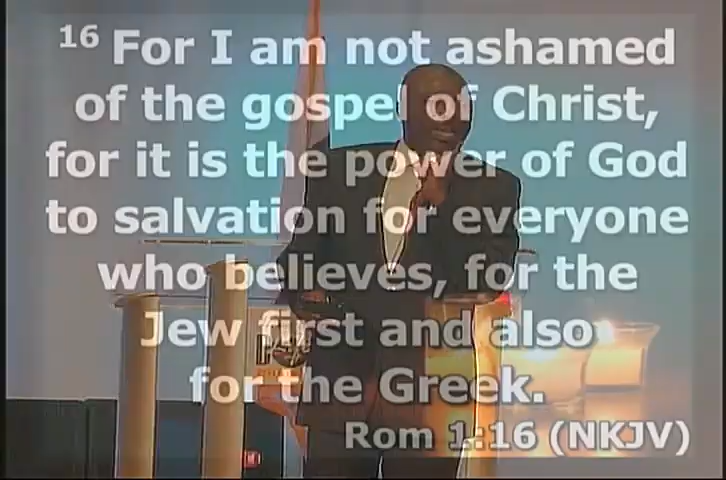 16 For I am not ashamed
of the gospel of Christ,
for it is the power of God
to salvation for everyone
who believes, for the
Jew first and also
for the Greek.
Rom 1:16 (NKJV)